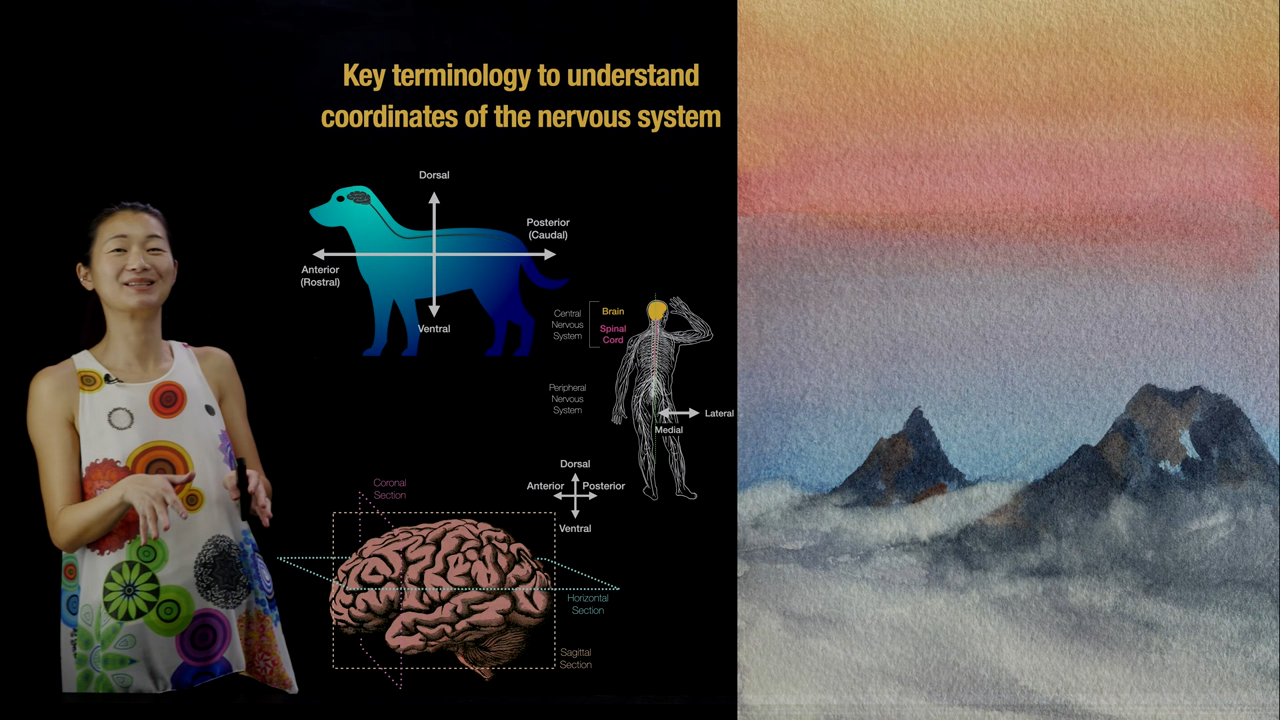 Key terminology to understand
coordinates of the nervous system
Dorsal
Posterior
(Caudal)
Anterior
(Rostral)
Ventral
Central
Nervous
System
Brain
Spinal
Cord
Peripheral
Nervous
System
Lateral
Medial
Dorsal
Anterior
Posterior
Ventral
Coronal
Section
Horizontal
Section
Sagittal
Section